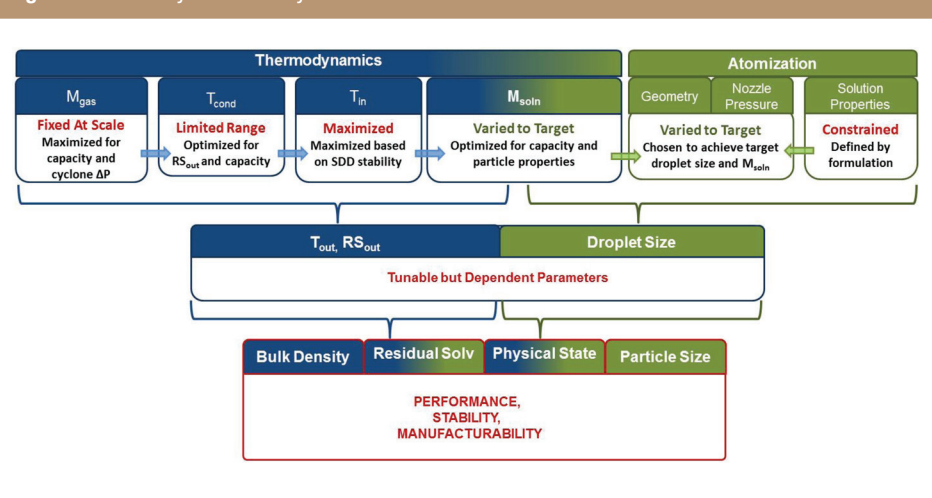 Thermodynamics
Atomization
Mgas
Tcond
Tin
Msoln
Geometry
Nozzle
Pressure
Solution
Properties
Fixed At Scale
Maximized for
capacity and
cyclone ΔP
Limited Range
Optimized for
RSout and capacity
Maximized
Maximized based
on SDD stability
Varied to Target
Optimized for capacity and
particle properties
Varied to Target
Chosen to achieve target
droplet size and Msoln
Constrained
Defined by
formulation
Tout, RSout
Droplet Size
Tunable but Dependent Parameters
Bulk Density
Residual Solv
Physical State
Particle Size
PERFORMANCE,
STABILITY,
MANUFACTURABILITY